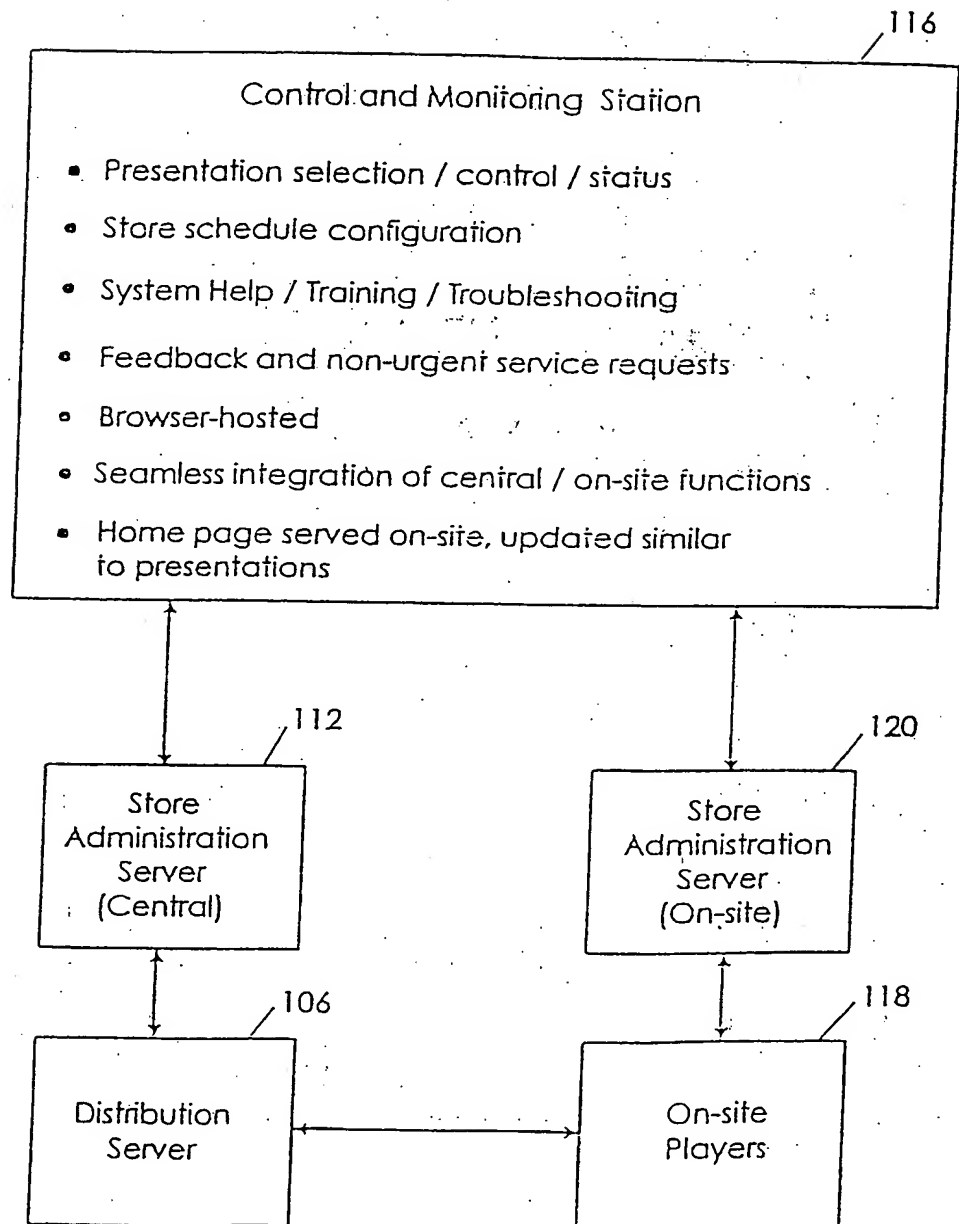 116
Control and Monitoring Station
• Presentation selection / control / status
• Store schedule configuration
• System Help / Training / Troubleshooting
• Feedback and non-urgent service requests
• Browser-hosted
• Seamless integration of central / on-site functions
• Home page served on-site, updated similar
to presentations
112
120
Store
Administration
Server
(Central)
Store
Administration
Server
(On-site)
106
118
Distribution
Server
On-site
Players